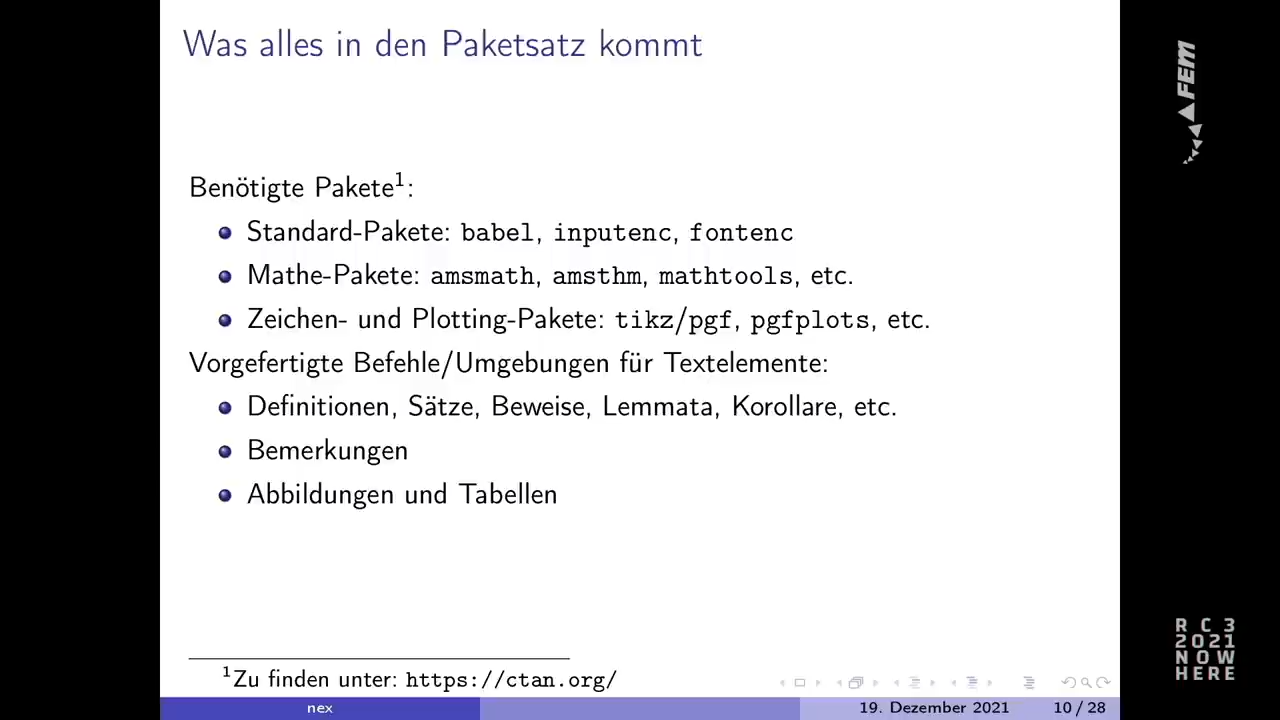 Was alles in den Paketsatz kommt
Benötigte Pakete¹:
Standard-Pakete: babel, inputenc, fontenc
Mathe-Pakete: amsmath, amsthm, mathtools, etc.
Zeichen- und Plotting-Pakete: tikz/pgf, pgfplots, etc.
Vorgefertigte Befehle/Umgebungen für Textelemente:
Definitionen, Sätze, Beweise, Lemmata, Korollare, etc.
Bemerkungen
Abbildungen und Tabellen
¹Zu finden unter: https://ctan.org/
nex
19. Dezember 2021
10 / 28
FEM
RC3
2021
NOW
HERE